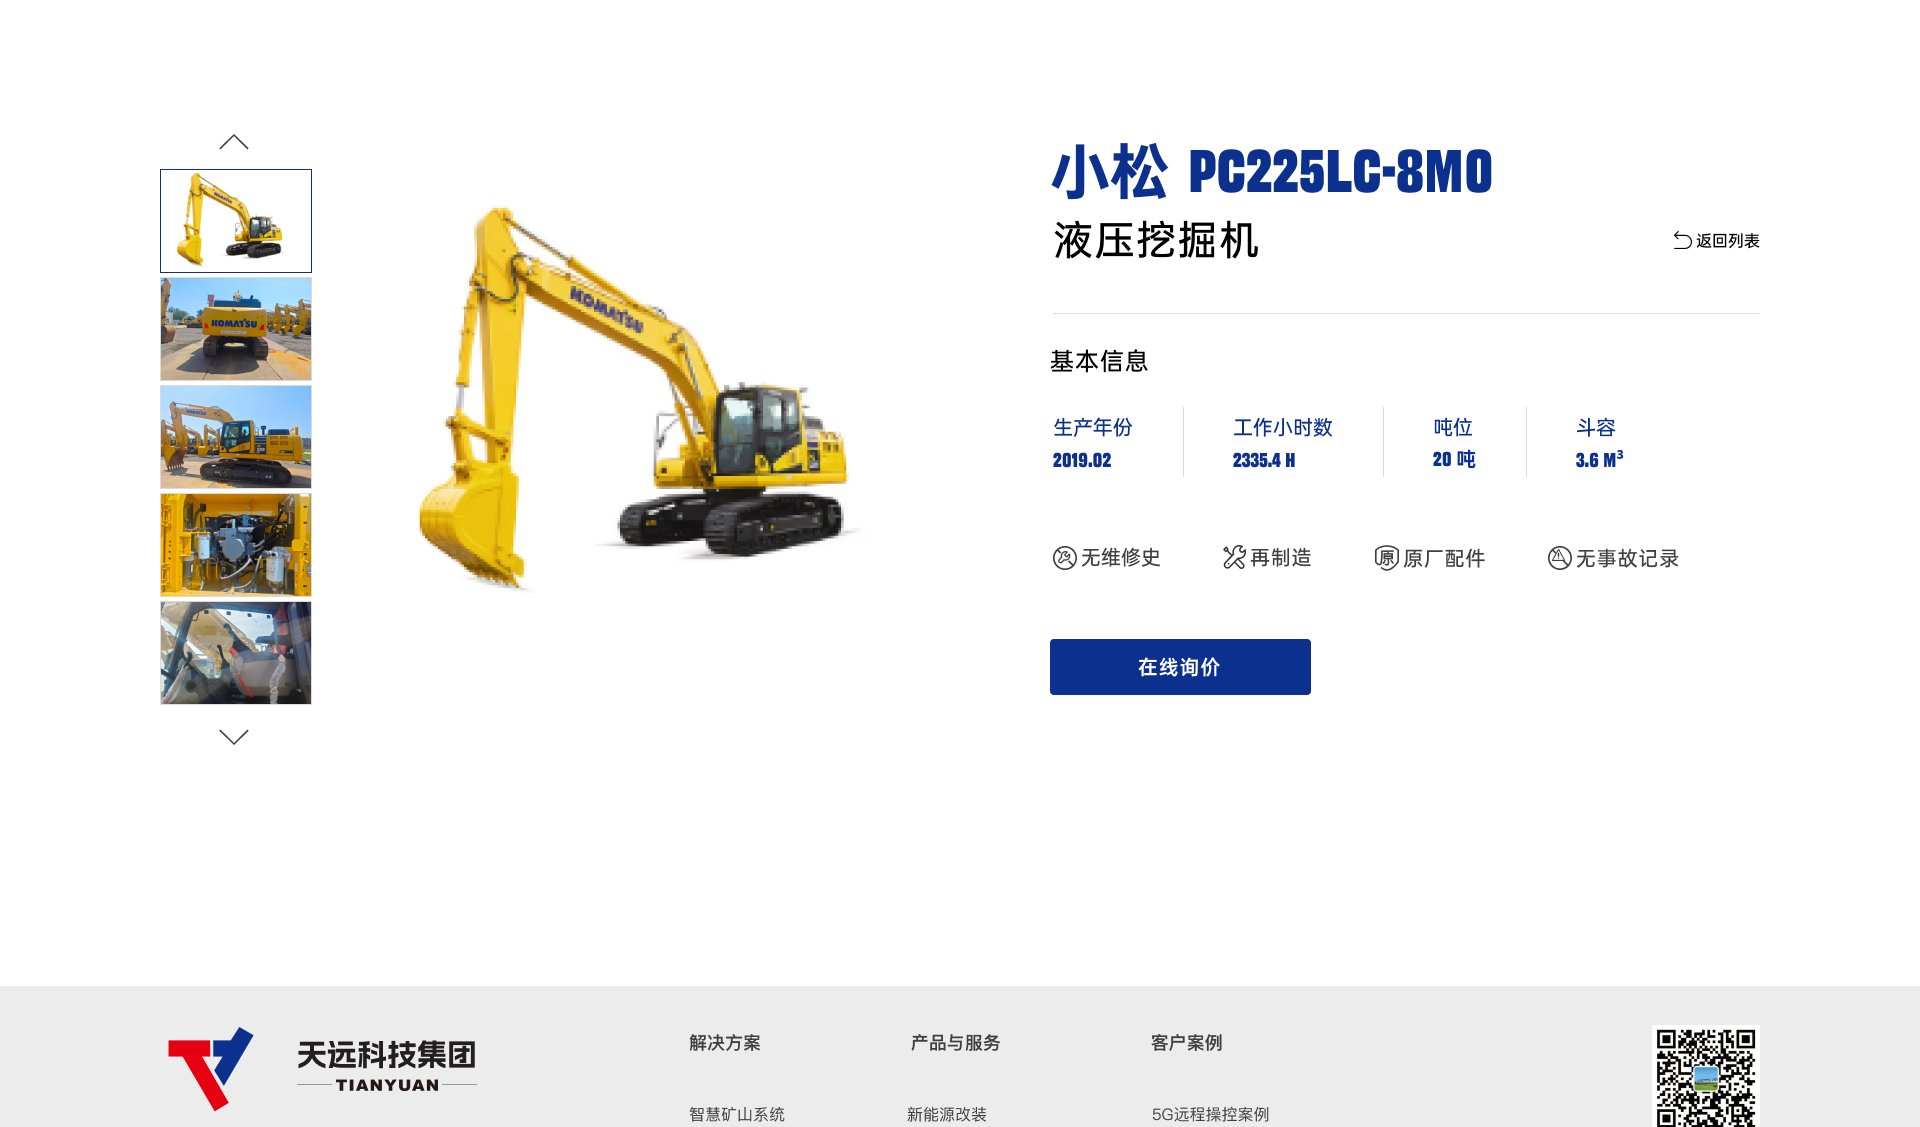 小松 PC225LC-8M0
液压挖掘机
返回列表
KOMATSU
KOMATSU
基本信息
生产年份
2019.02
工作小时数
2335.4 H
吨位
20 吨
斗容
3.6 M³
无维修史
再制造
原
原厂配件
无事故记录
在线询价
天远科技集团
TIANYUAN
解决方案
产品与服务
客户案例
智慧矿山系统
新能源改装
5G远程操控案例